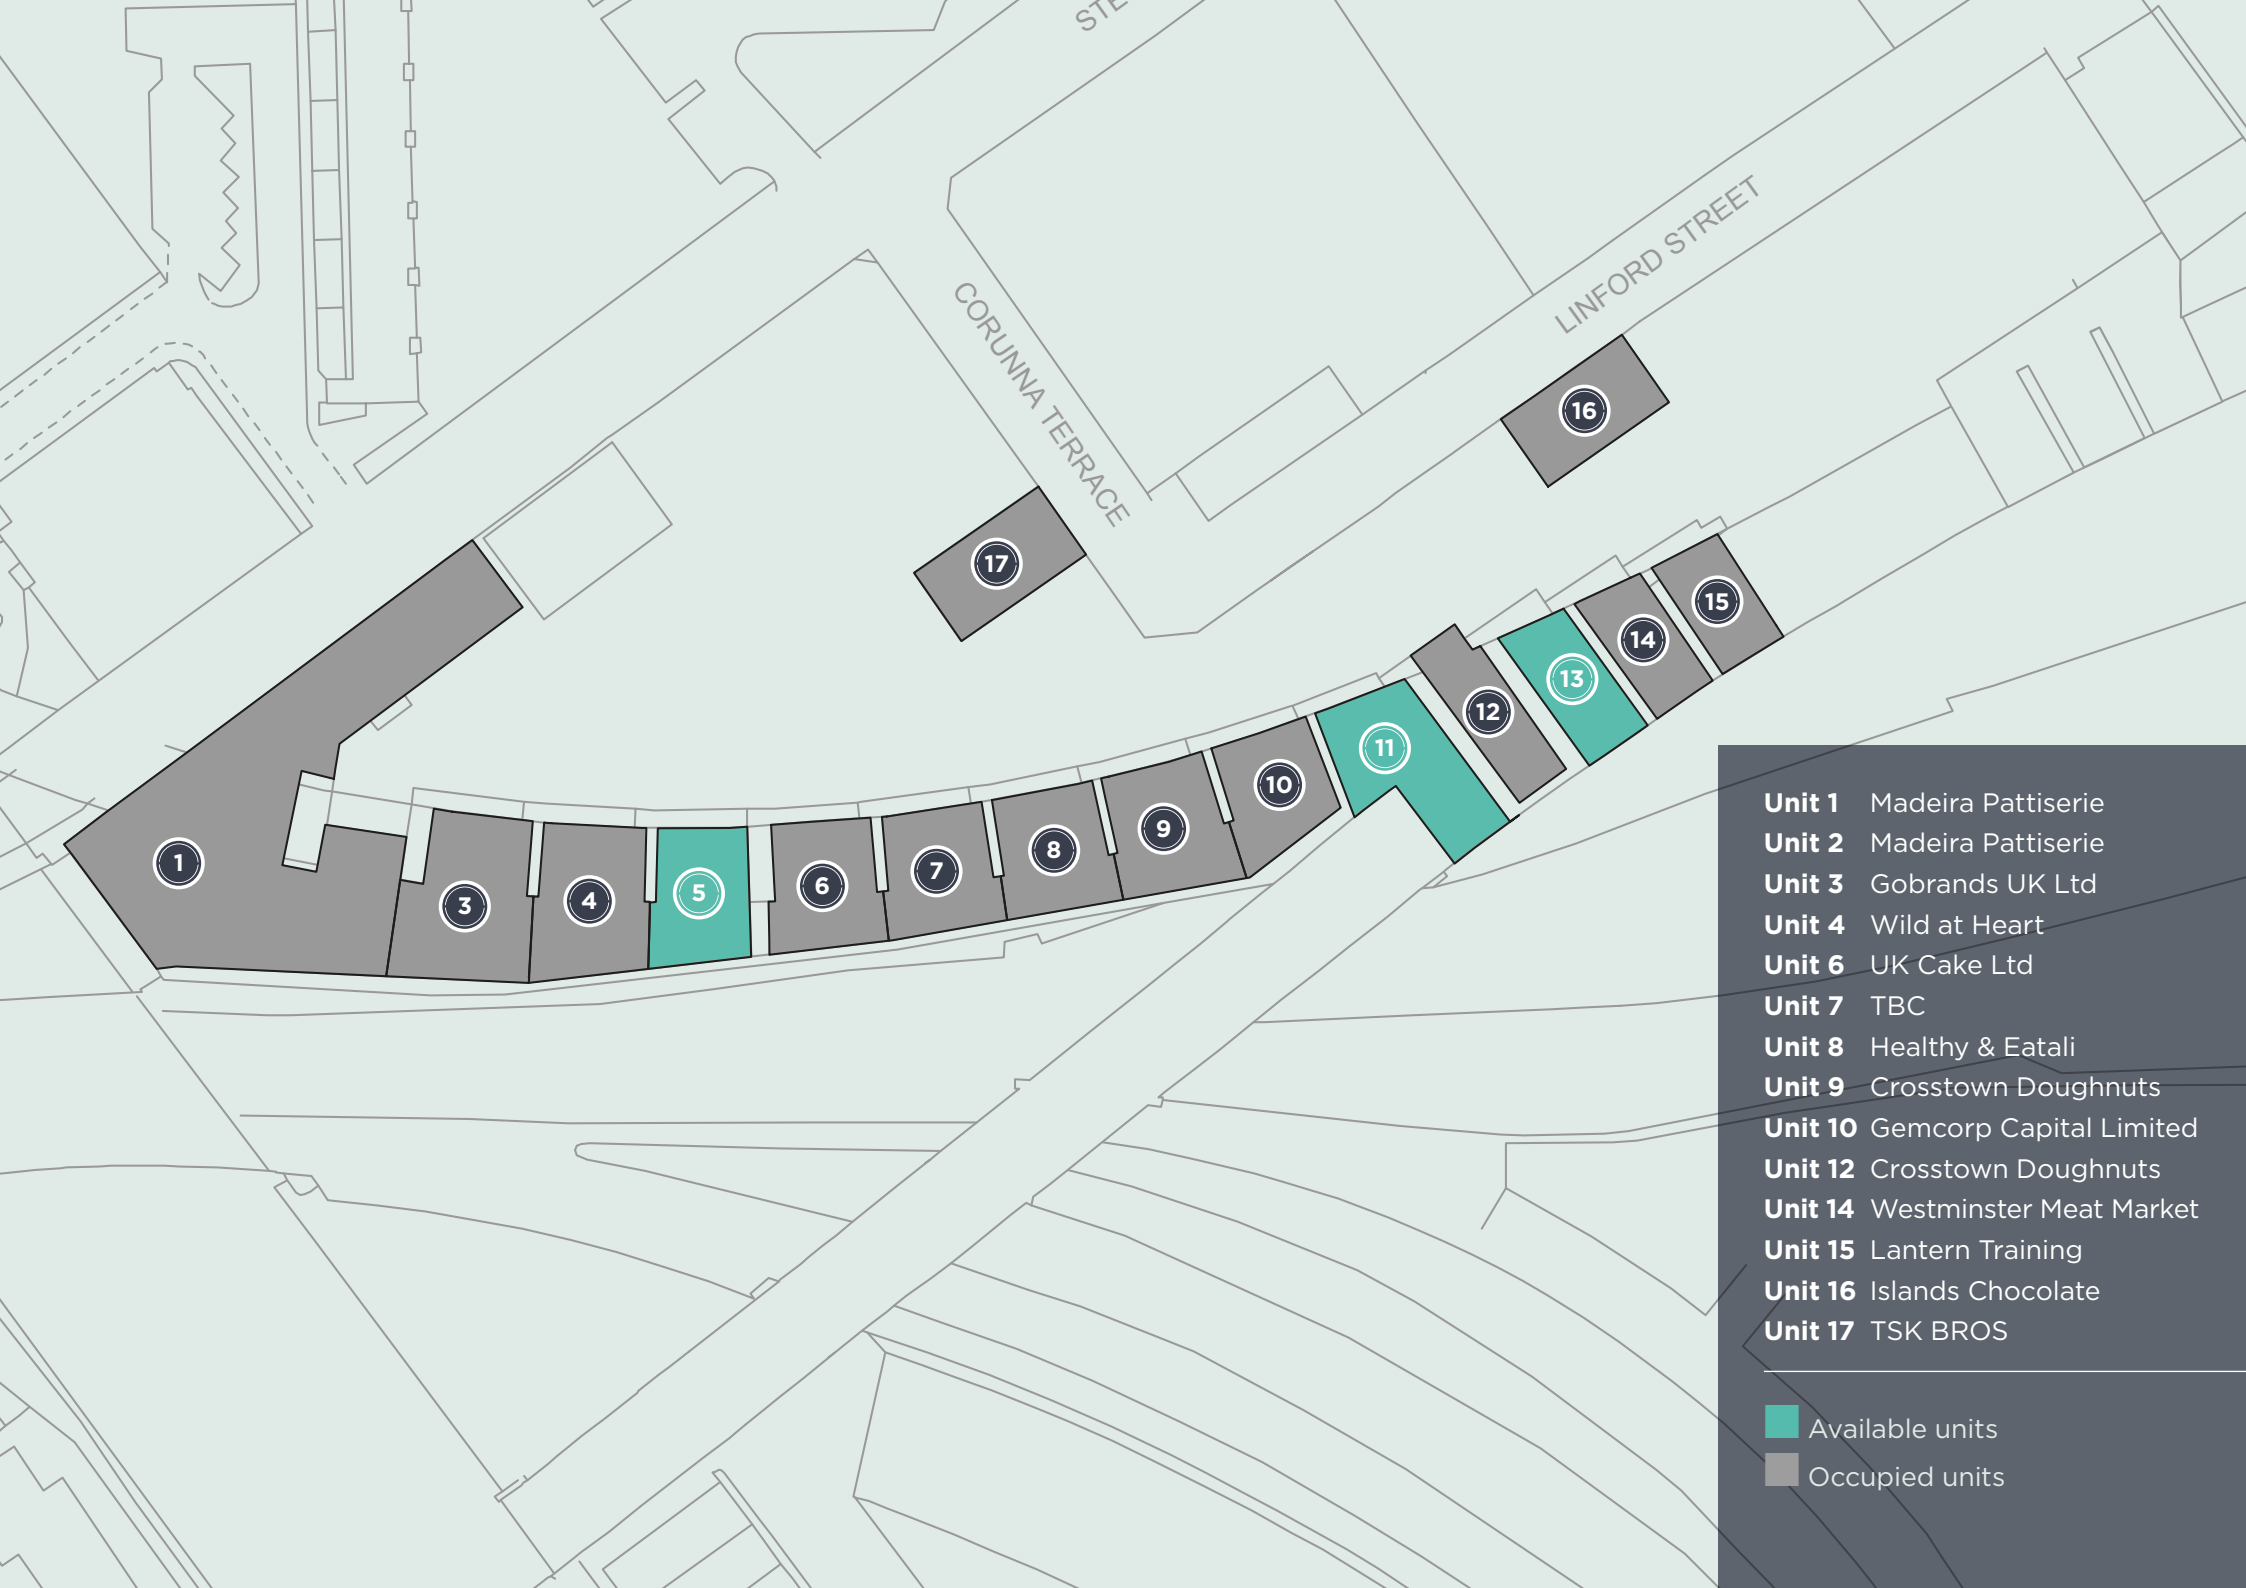 STE
CORUNNA TERRACE
LINFORD STREET
16
17
15
14
13
12
11
10
9
8
7
6
5
4
3
1
Unit 1 Madeira Pattiserie
Unit 2 Madeira Pattiserie
Unit 3 Gobrands UK Ltd
Unit 4 Wild at Heart
Unit 6 UK Cake Ltd
Unit 7 TBC
Unit 8 Healthy & Eatali
Unit 9 Crosstown Doughnuts
Unit 10 Gemcorp Capital Limited
Unit 12 Crosstown Doughnuts
Unit 14 Westminster Meat Market
Unit 15 Lantern Training
Unit 16 Islands Chocolate
Unit 17 TSK BROS
Available units
Occupied units